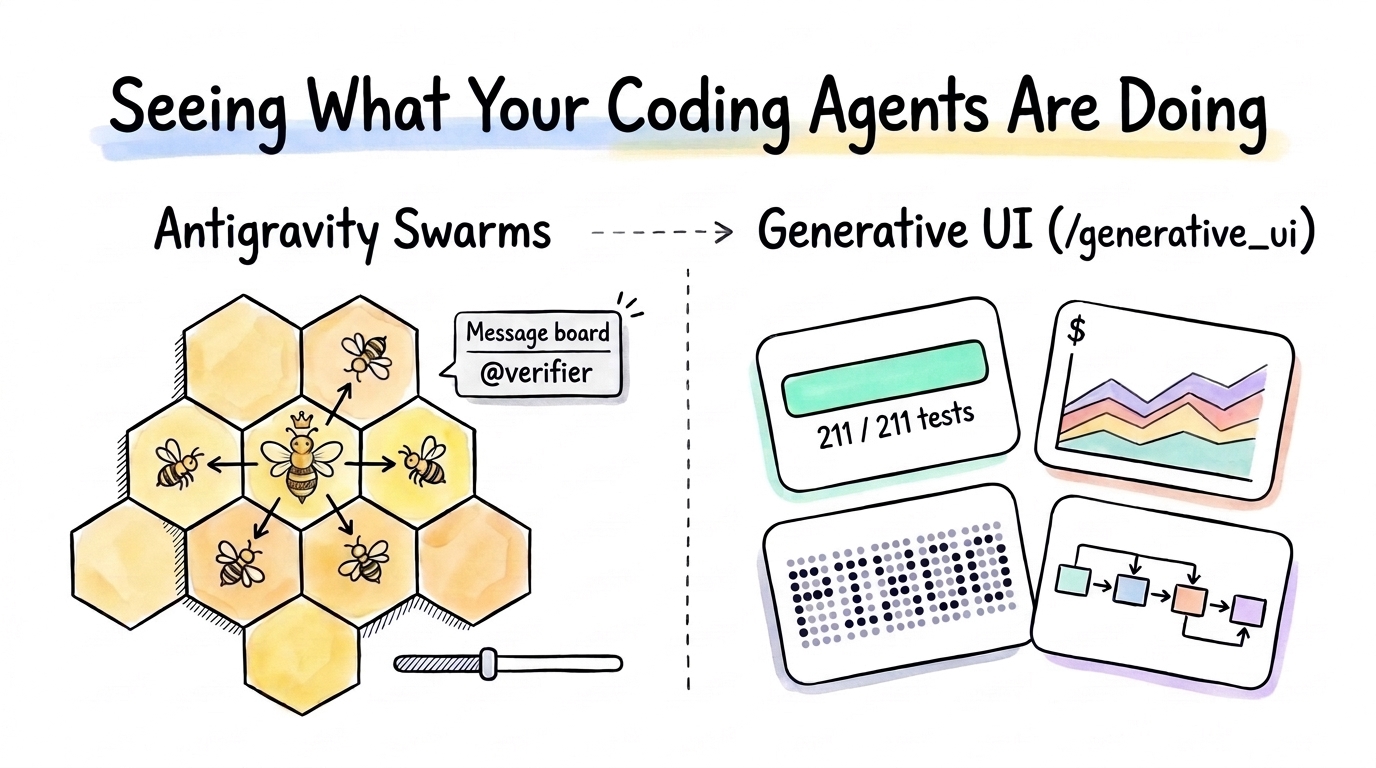 Seeing What Your Coding Agents Are Doing
Antigravity Swarms
Generative UI (/generative_ui)
Message board
@verifier
211 / 211 tests
$